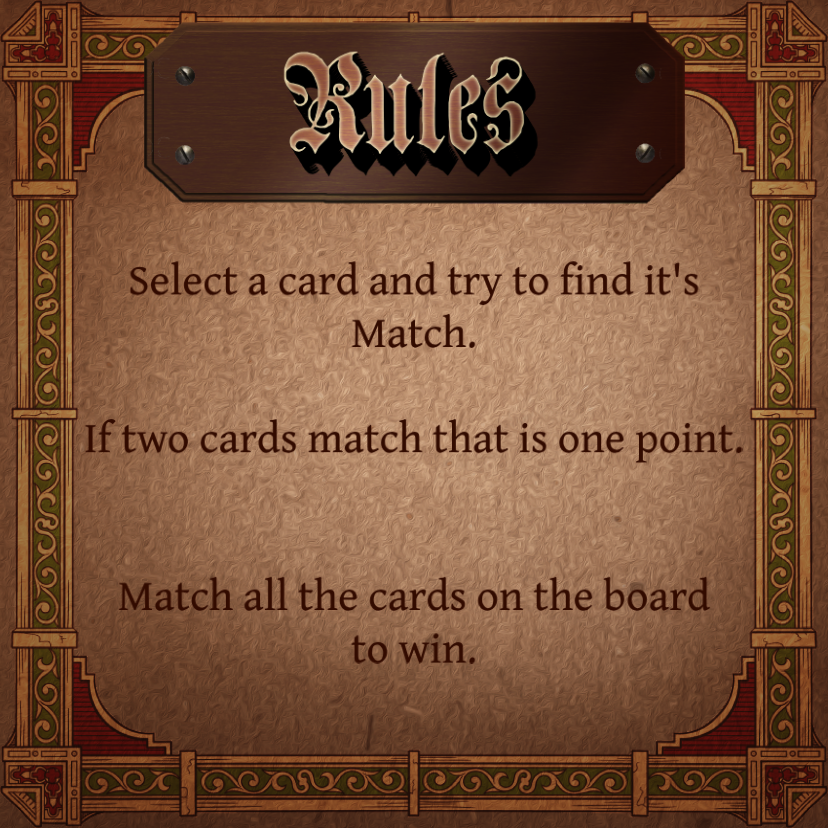 Rules
Select a card and try to find it's
Match.
If two cards match that is one point.
Match all the cards on the board
to win.